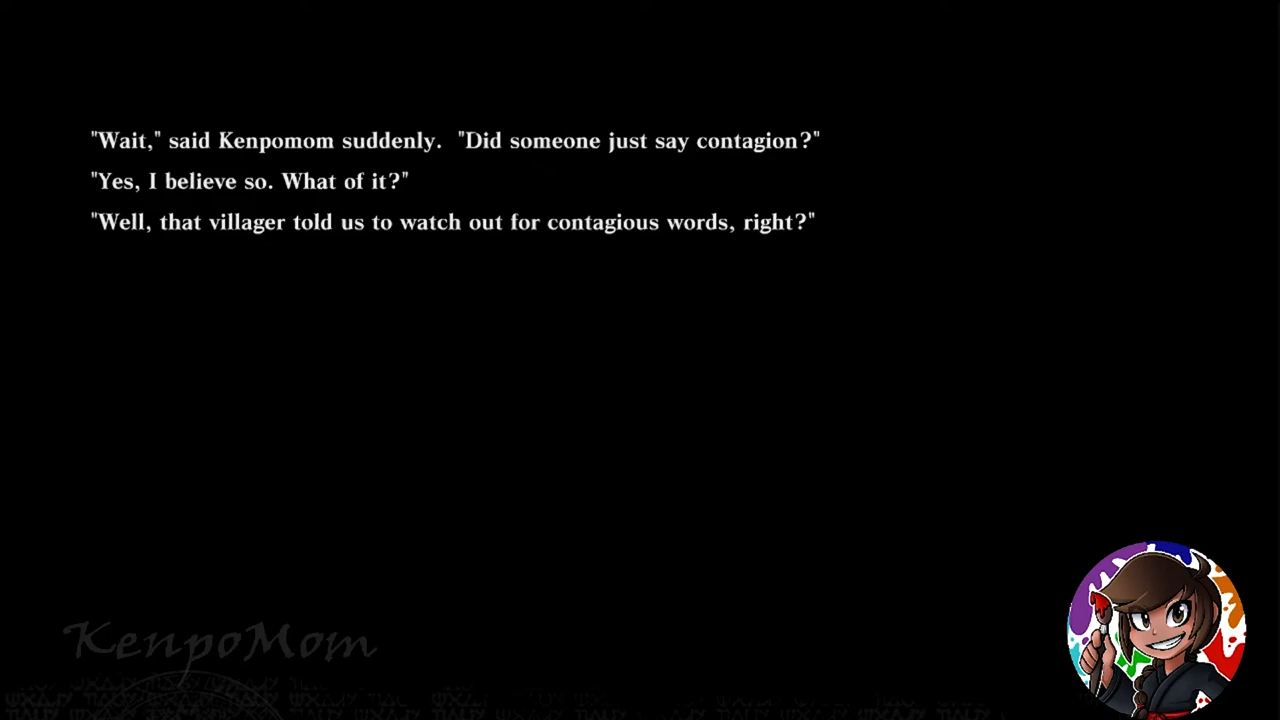 "Wait," said Kenpomom suddenly.  "Did someone just say contagion?"
"Yes, I believe so. What of it?"
"Well, that villager told us to watch out for contagious words, right?"
KenpoMom